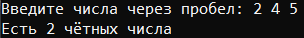 Введите числа через пробел: 2 4 5
Есть 2 чётных числа